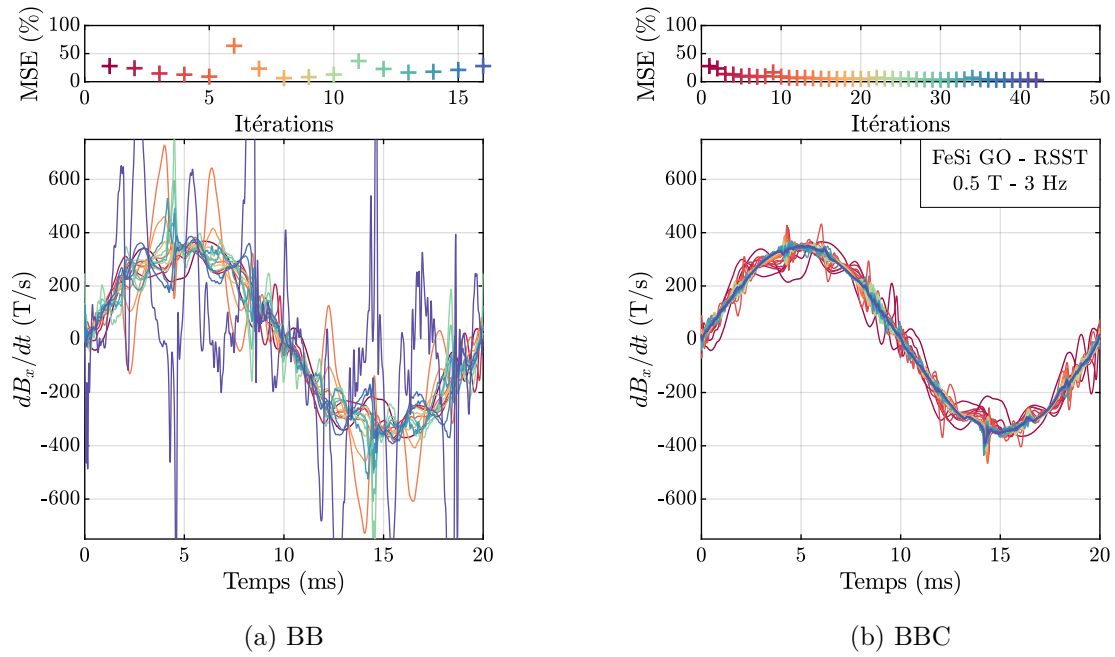 MSE (%)
100
50
0
0 5 10 15
Itérations
dBₓ/dt (T/s)
600
400
200
0
-200
-400
-600
0 5 10 15 20
Temps (ms)
(a) BB
MSE (%)
100
50
0
0 10 20 30 40 50
Itérations
FeSi GO - RSST
0.5 T - 3 Hz
dBₓ/dt (T/s)
600
400
200
0
-200
-400
-600
0 5 10 15 20
Temps (ms)
(b) BBC